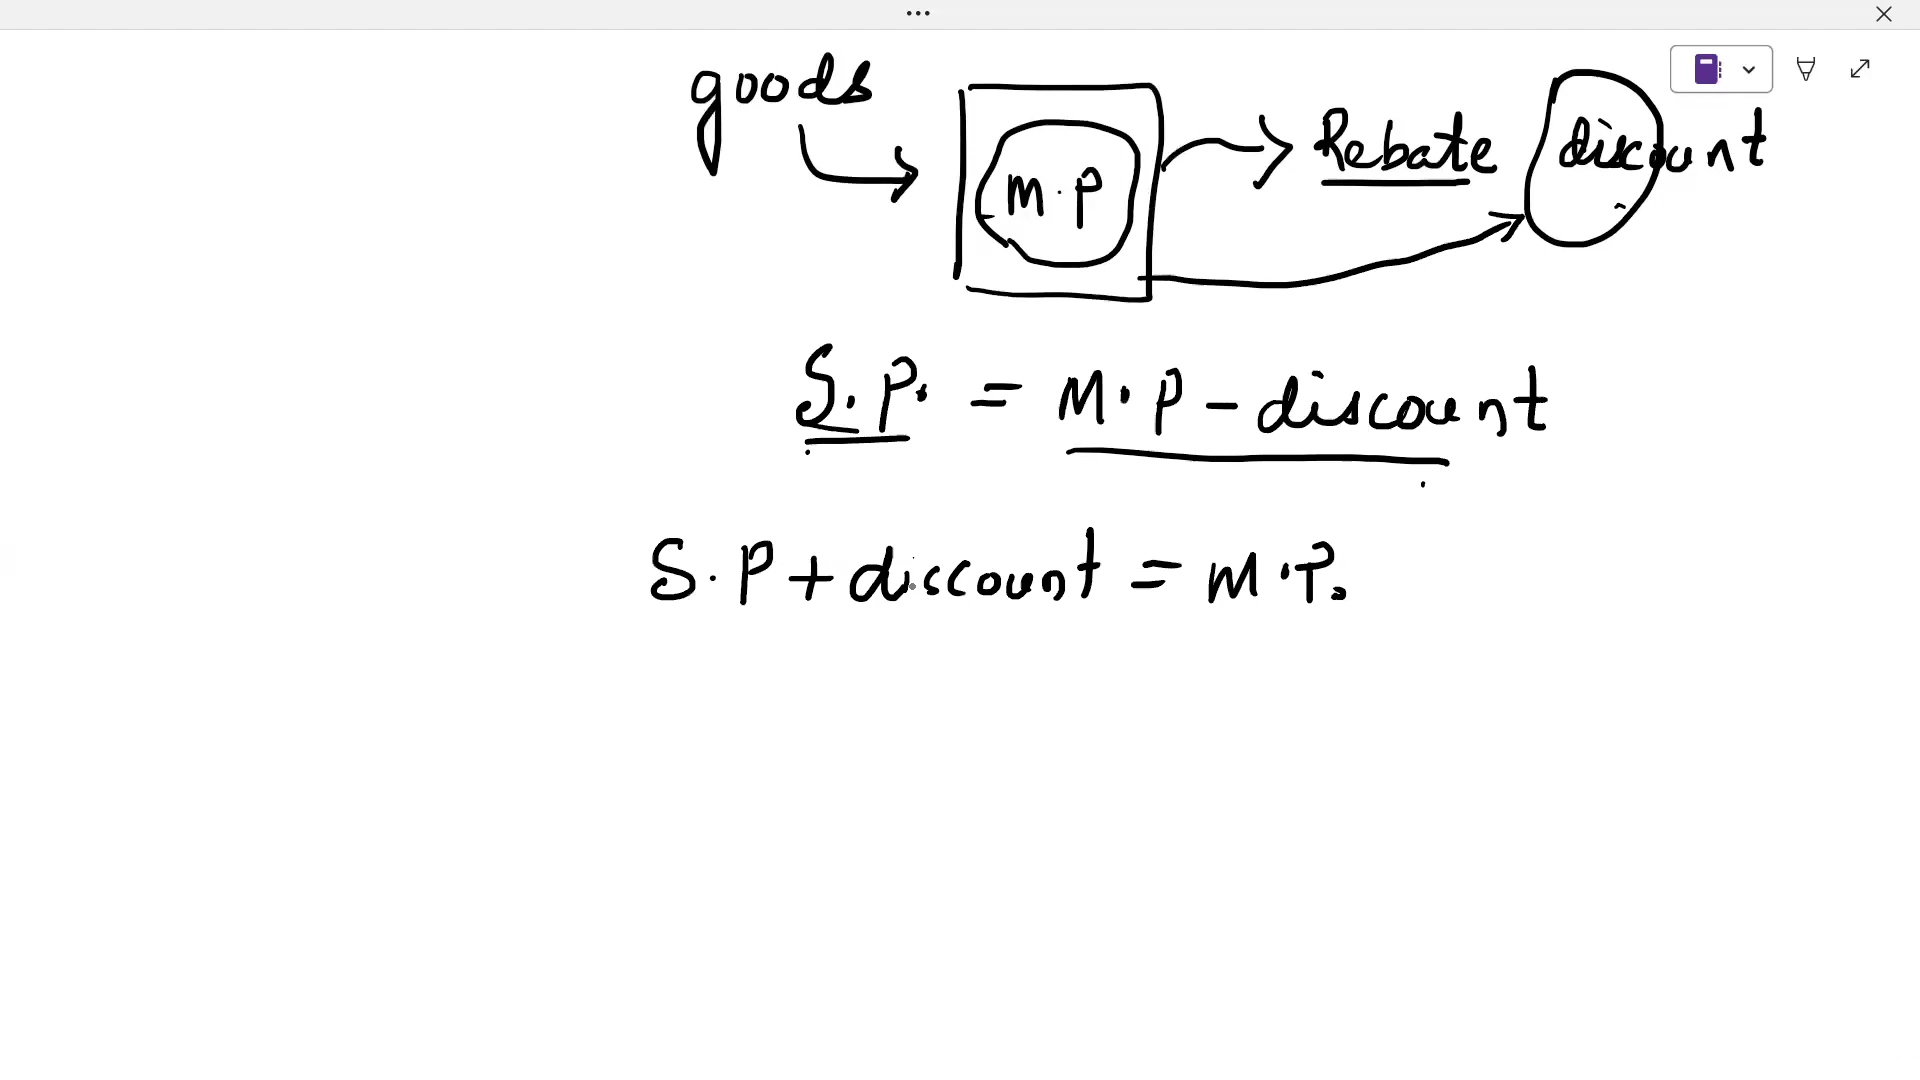 goods
m.p Rebate discount
S.P. = M.P - discount
S.P + discount = M.P.